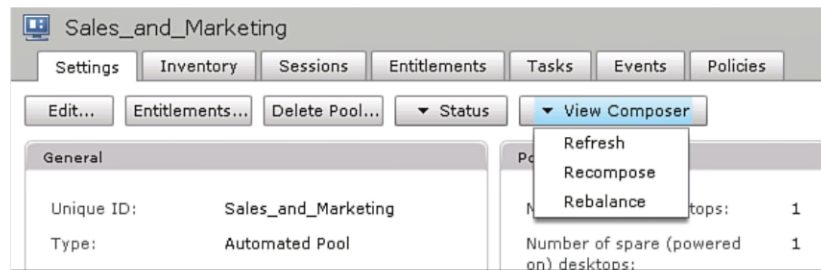 Sales_and_Marketing
Settings Inventory Sessions Entitlements Tasks Events Policies
Edit... Entitlements... Delete Pool... Status View Composer
Refresh
Recompose
Rebalance
General
Unique ID: Sales_and_Marketing tops: 1
Type: Automated Pool Number of spare (powered 1
on) desktops: